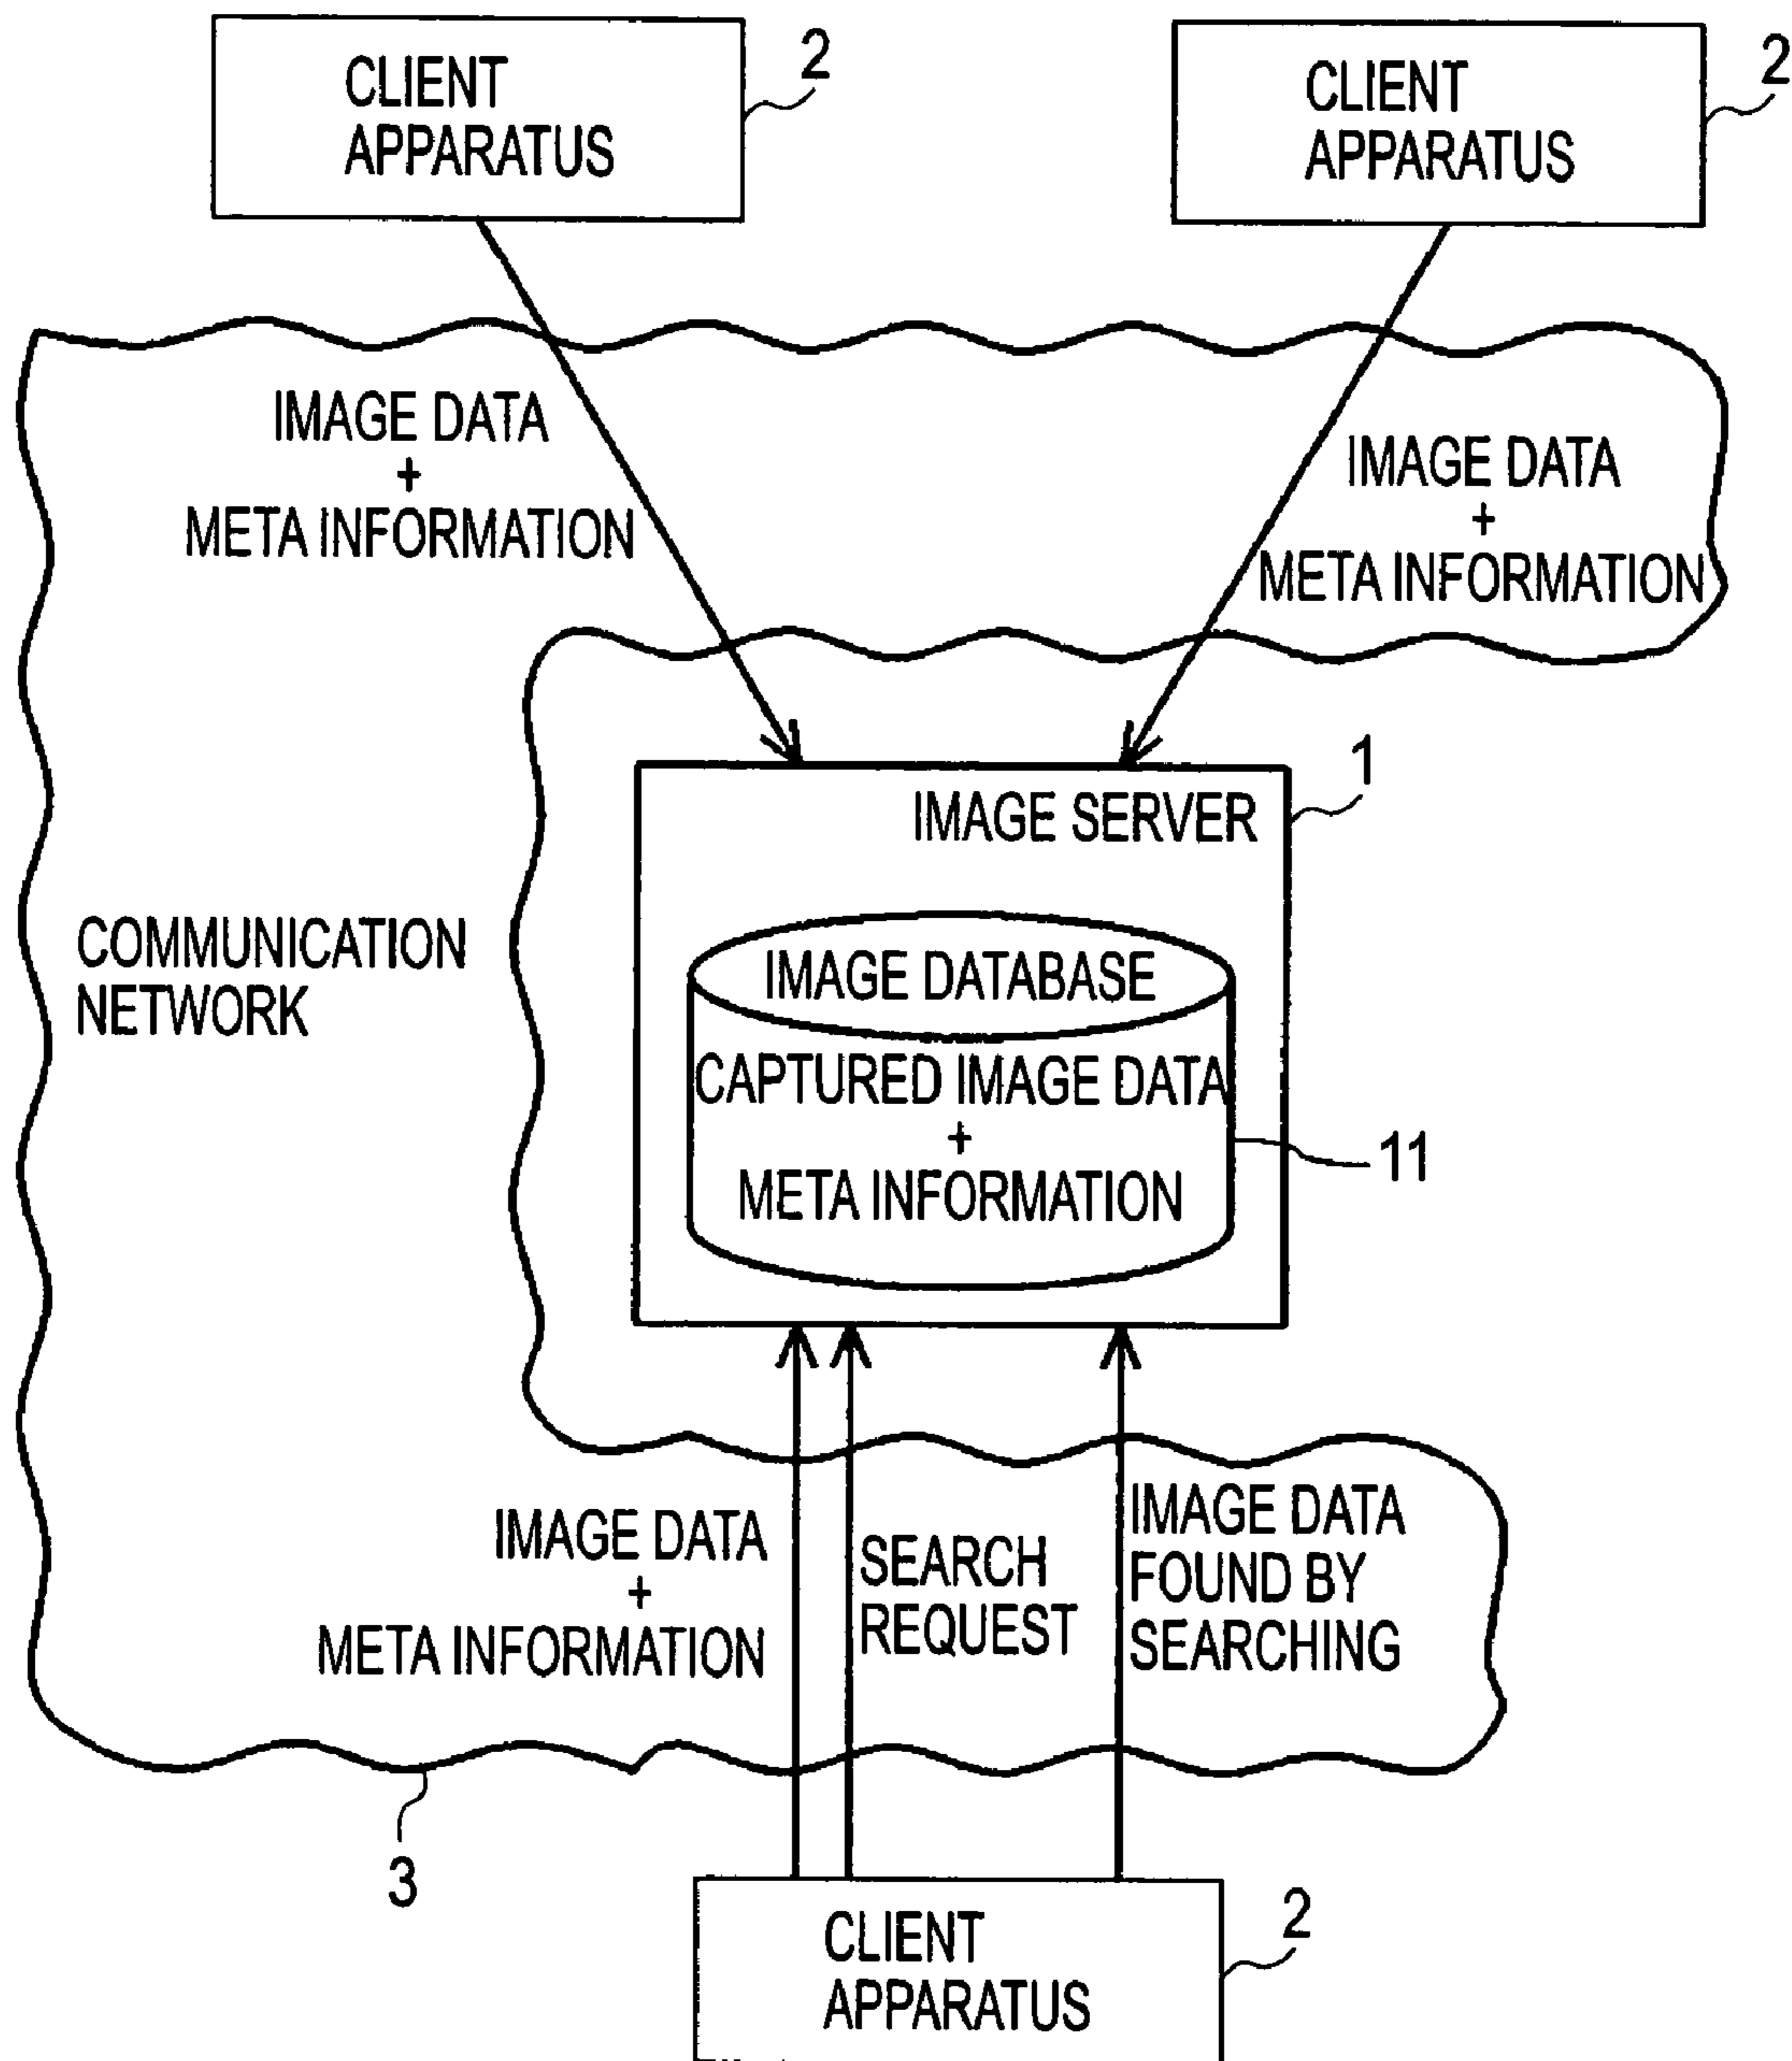 CLIENT
APPARATUS
2
CLIENT
APPARATUS
2
IMAGE DATA
+
META INFORMATION
IMAGE DATA
+
META INFORMATION
1
IMAGE SERVER
COMMUNICATION
NETWORK
IMAGE DATABASE
CAPTURED IMAGE DATA
+
META INFORMATION
11
IMAGE DATA
+
META INFORMATION
SEARCH
REQUEST
IMAGE DATA
FOUND BY
SEARCHING
3
CLIENT
APPARATUS
2